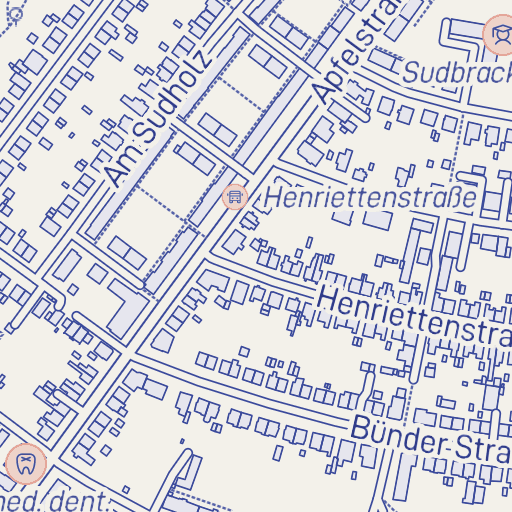 Apfelstra
Sudbrack
Am Sudholz
Henriettenstraße
Henriettenstra
Bünder Stra
med. dent.